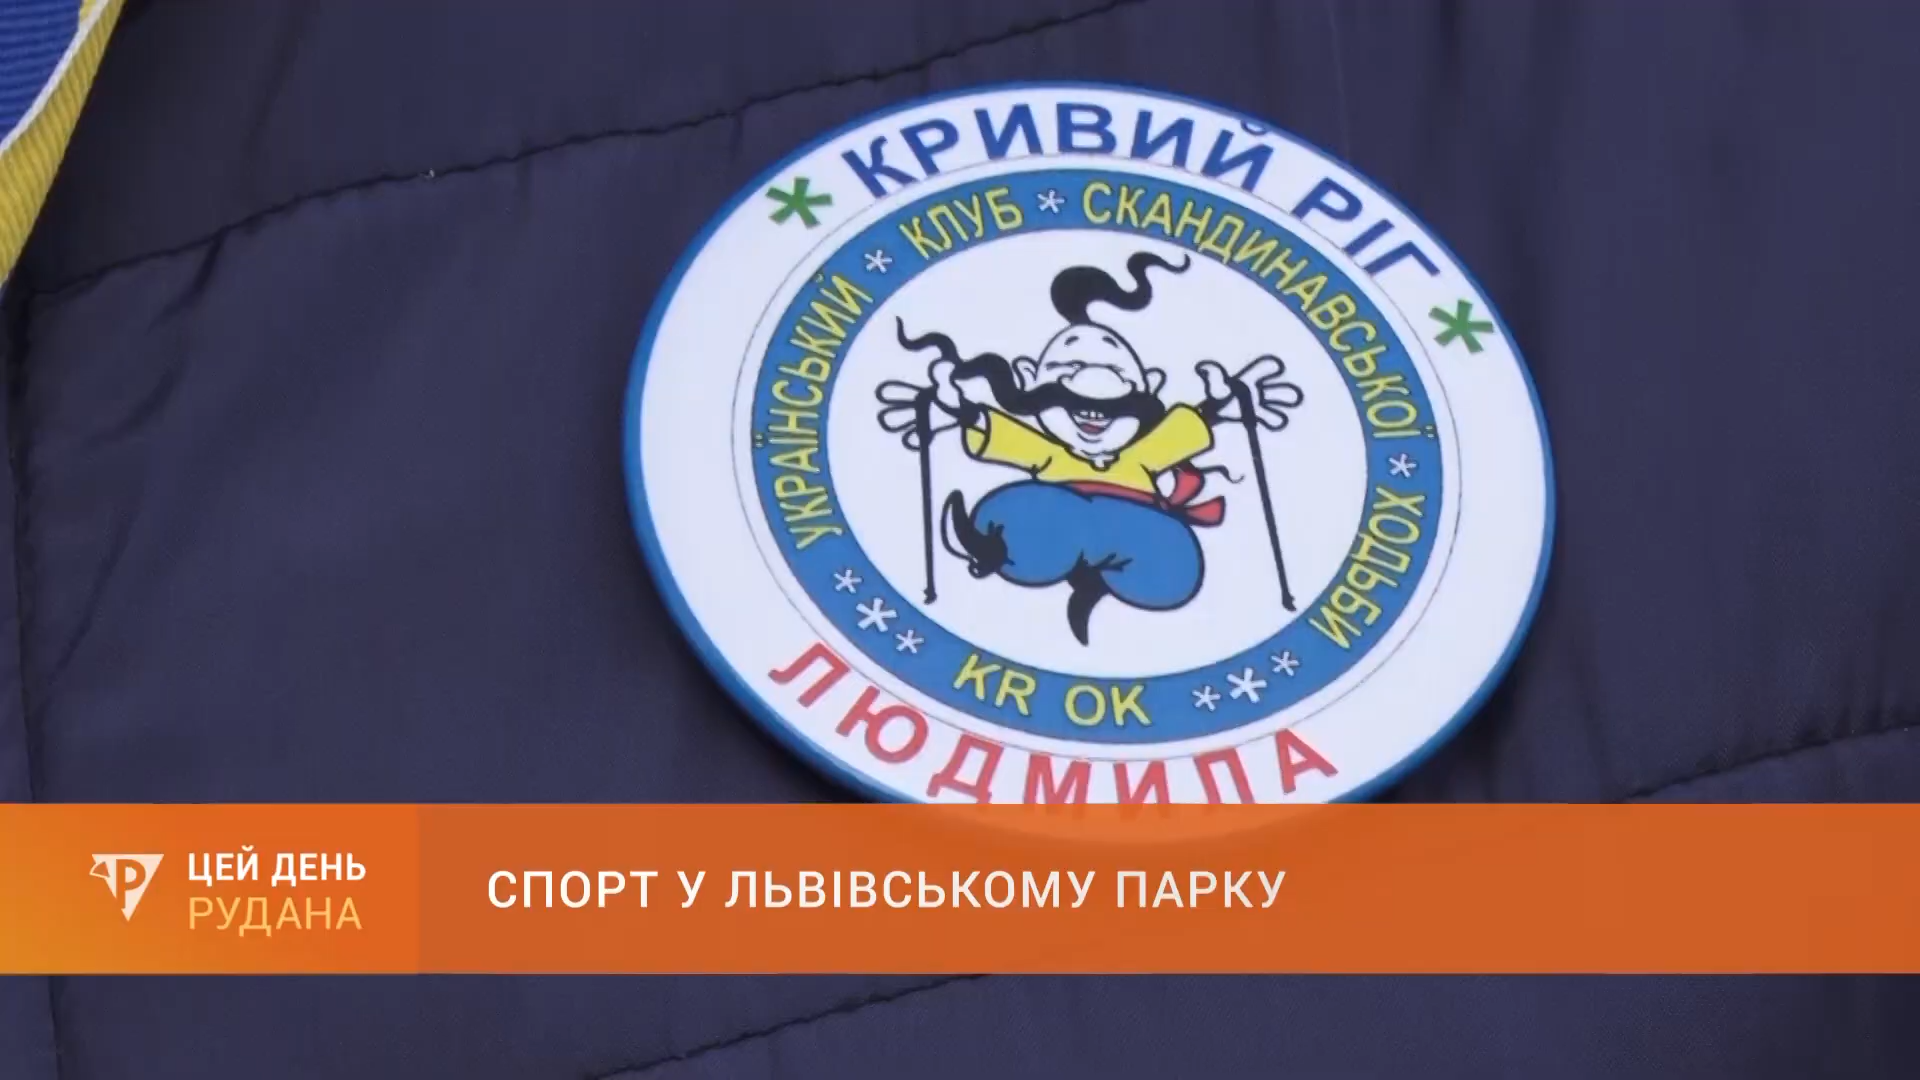 КРИВИЙ РІГ
УКРАЇНСЬКИЙ * КЛУБ * СКАНДИНАВСЬКОЇ * ХОДЬБИ
KR OK
ЛЮДМИЛА
ЦЕЙ ДЕНЬ
РУДАНА
СПОРТ У ЛЬВІВСЬКОМУ ПАРКУ